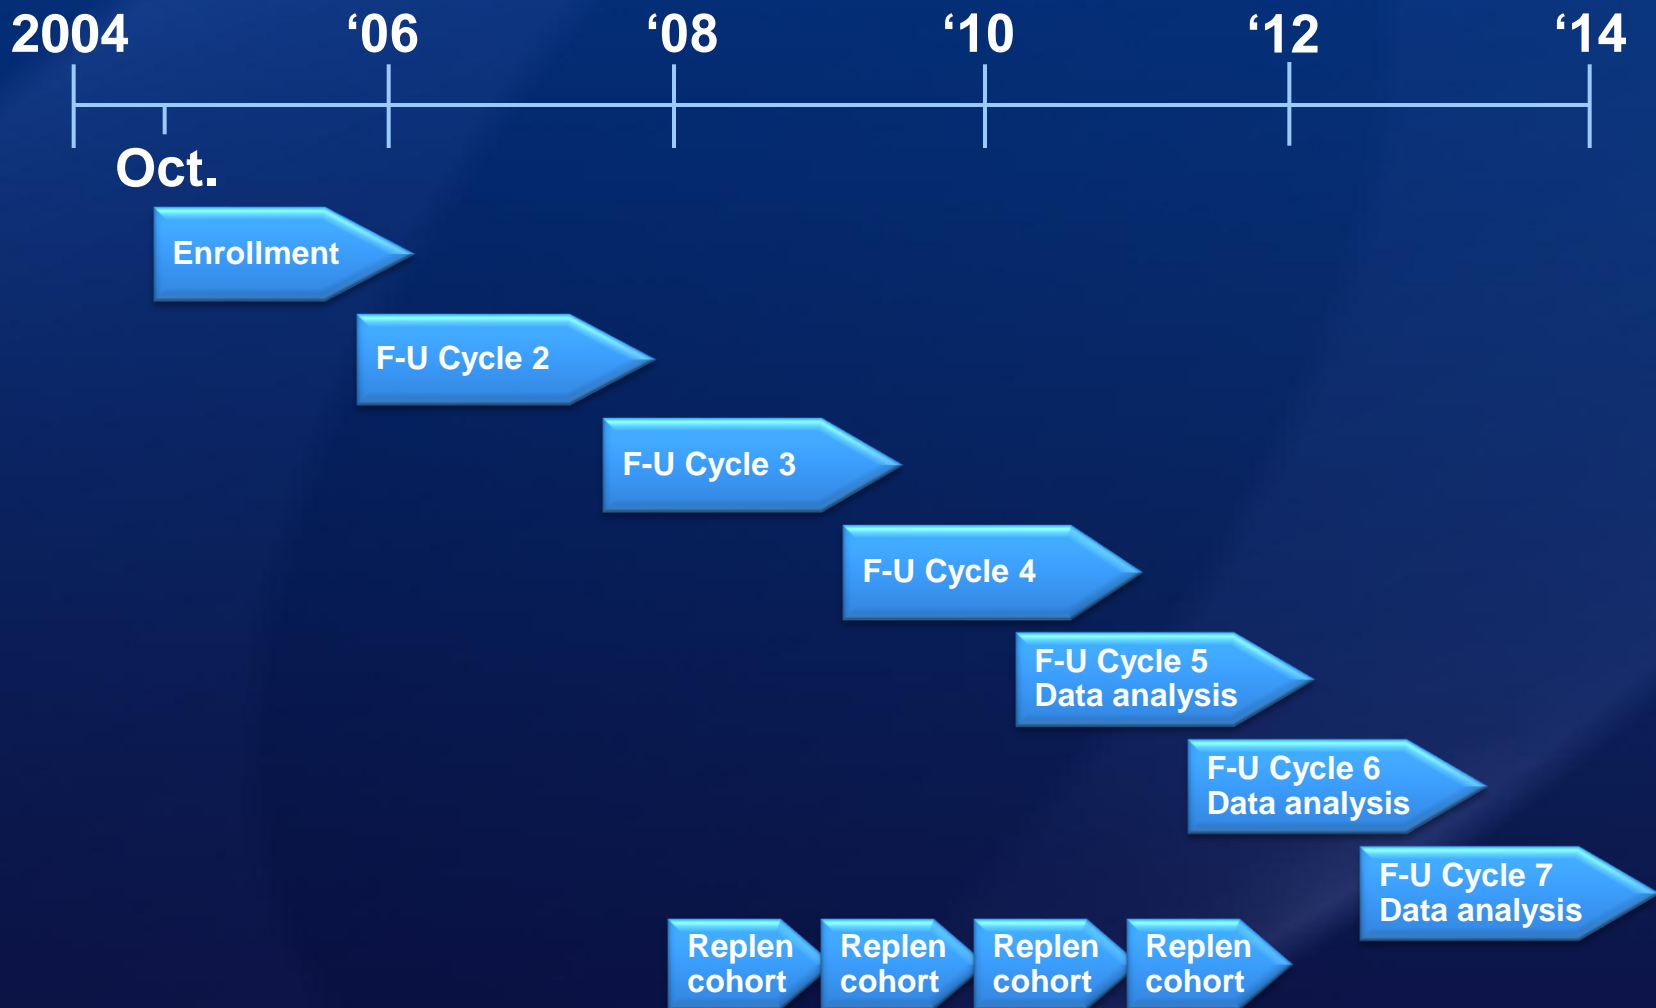 2004 ‘06 ‘08 ‘10 ‘12 ‘14
Oct.
Enrollment
F-U Cycle 2
F-U Cycle 3
F-U Cycle 4
F-U Cycle 5
Data analysis
F-U Cycle 6
Data analysis
F-U Cycle 7
Data analysis
Replen
cohort
Replen
cohort
Replen
cohort
Replen
cohort